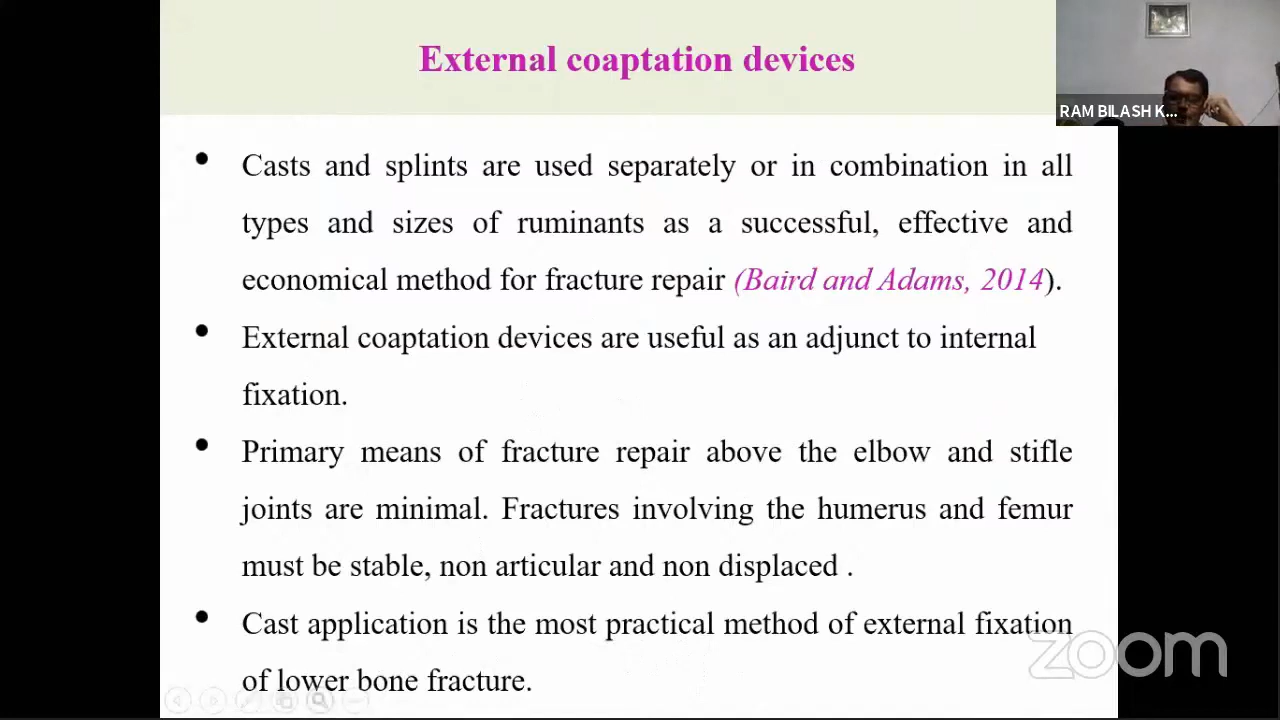 External coaptation devices
RAM BILASH K...
• Casts and splints are used separately or in combination in all
types and sizes of ruminants as a successful, effective and
economical method for fracture repair (Baird and Adams, 2014).
• External coaptation devices are useful as an adjunct to internal
fixation.
• Primary means of fracture repair above the elbow and stifle
joints are minimal. Fractures involving the humerus and femur
must be stable, non articular and non displaced .
• Cast application is the most practical method of external fixation
of lower bone fracture.
zoom